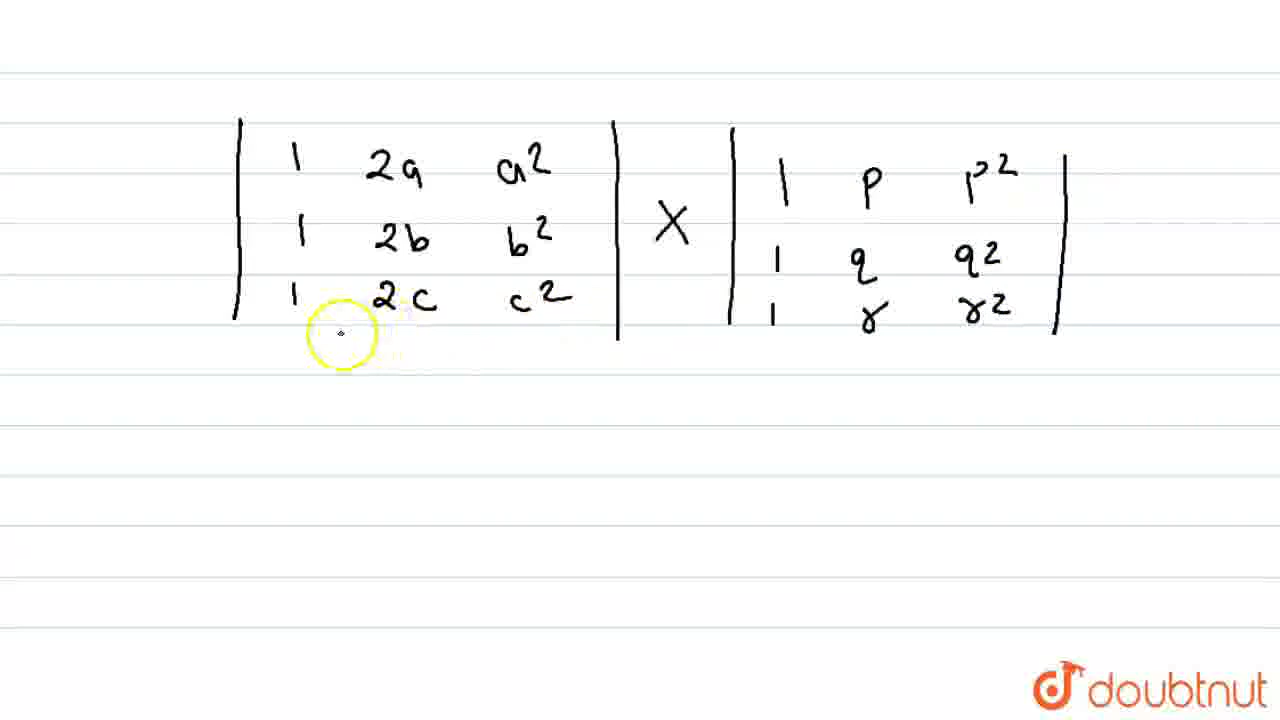 | 1 2a a² | X | 1 p p² |
| 1 2b b² | | 1 q q² |
| 1 2c c² | | 1 r r² |
doubtnut